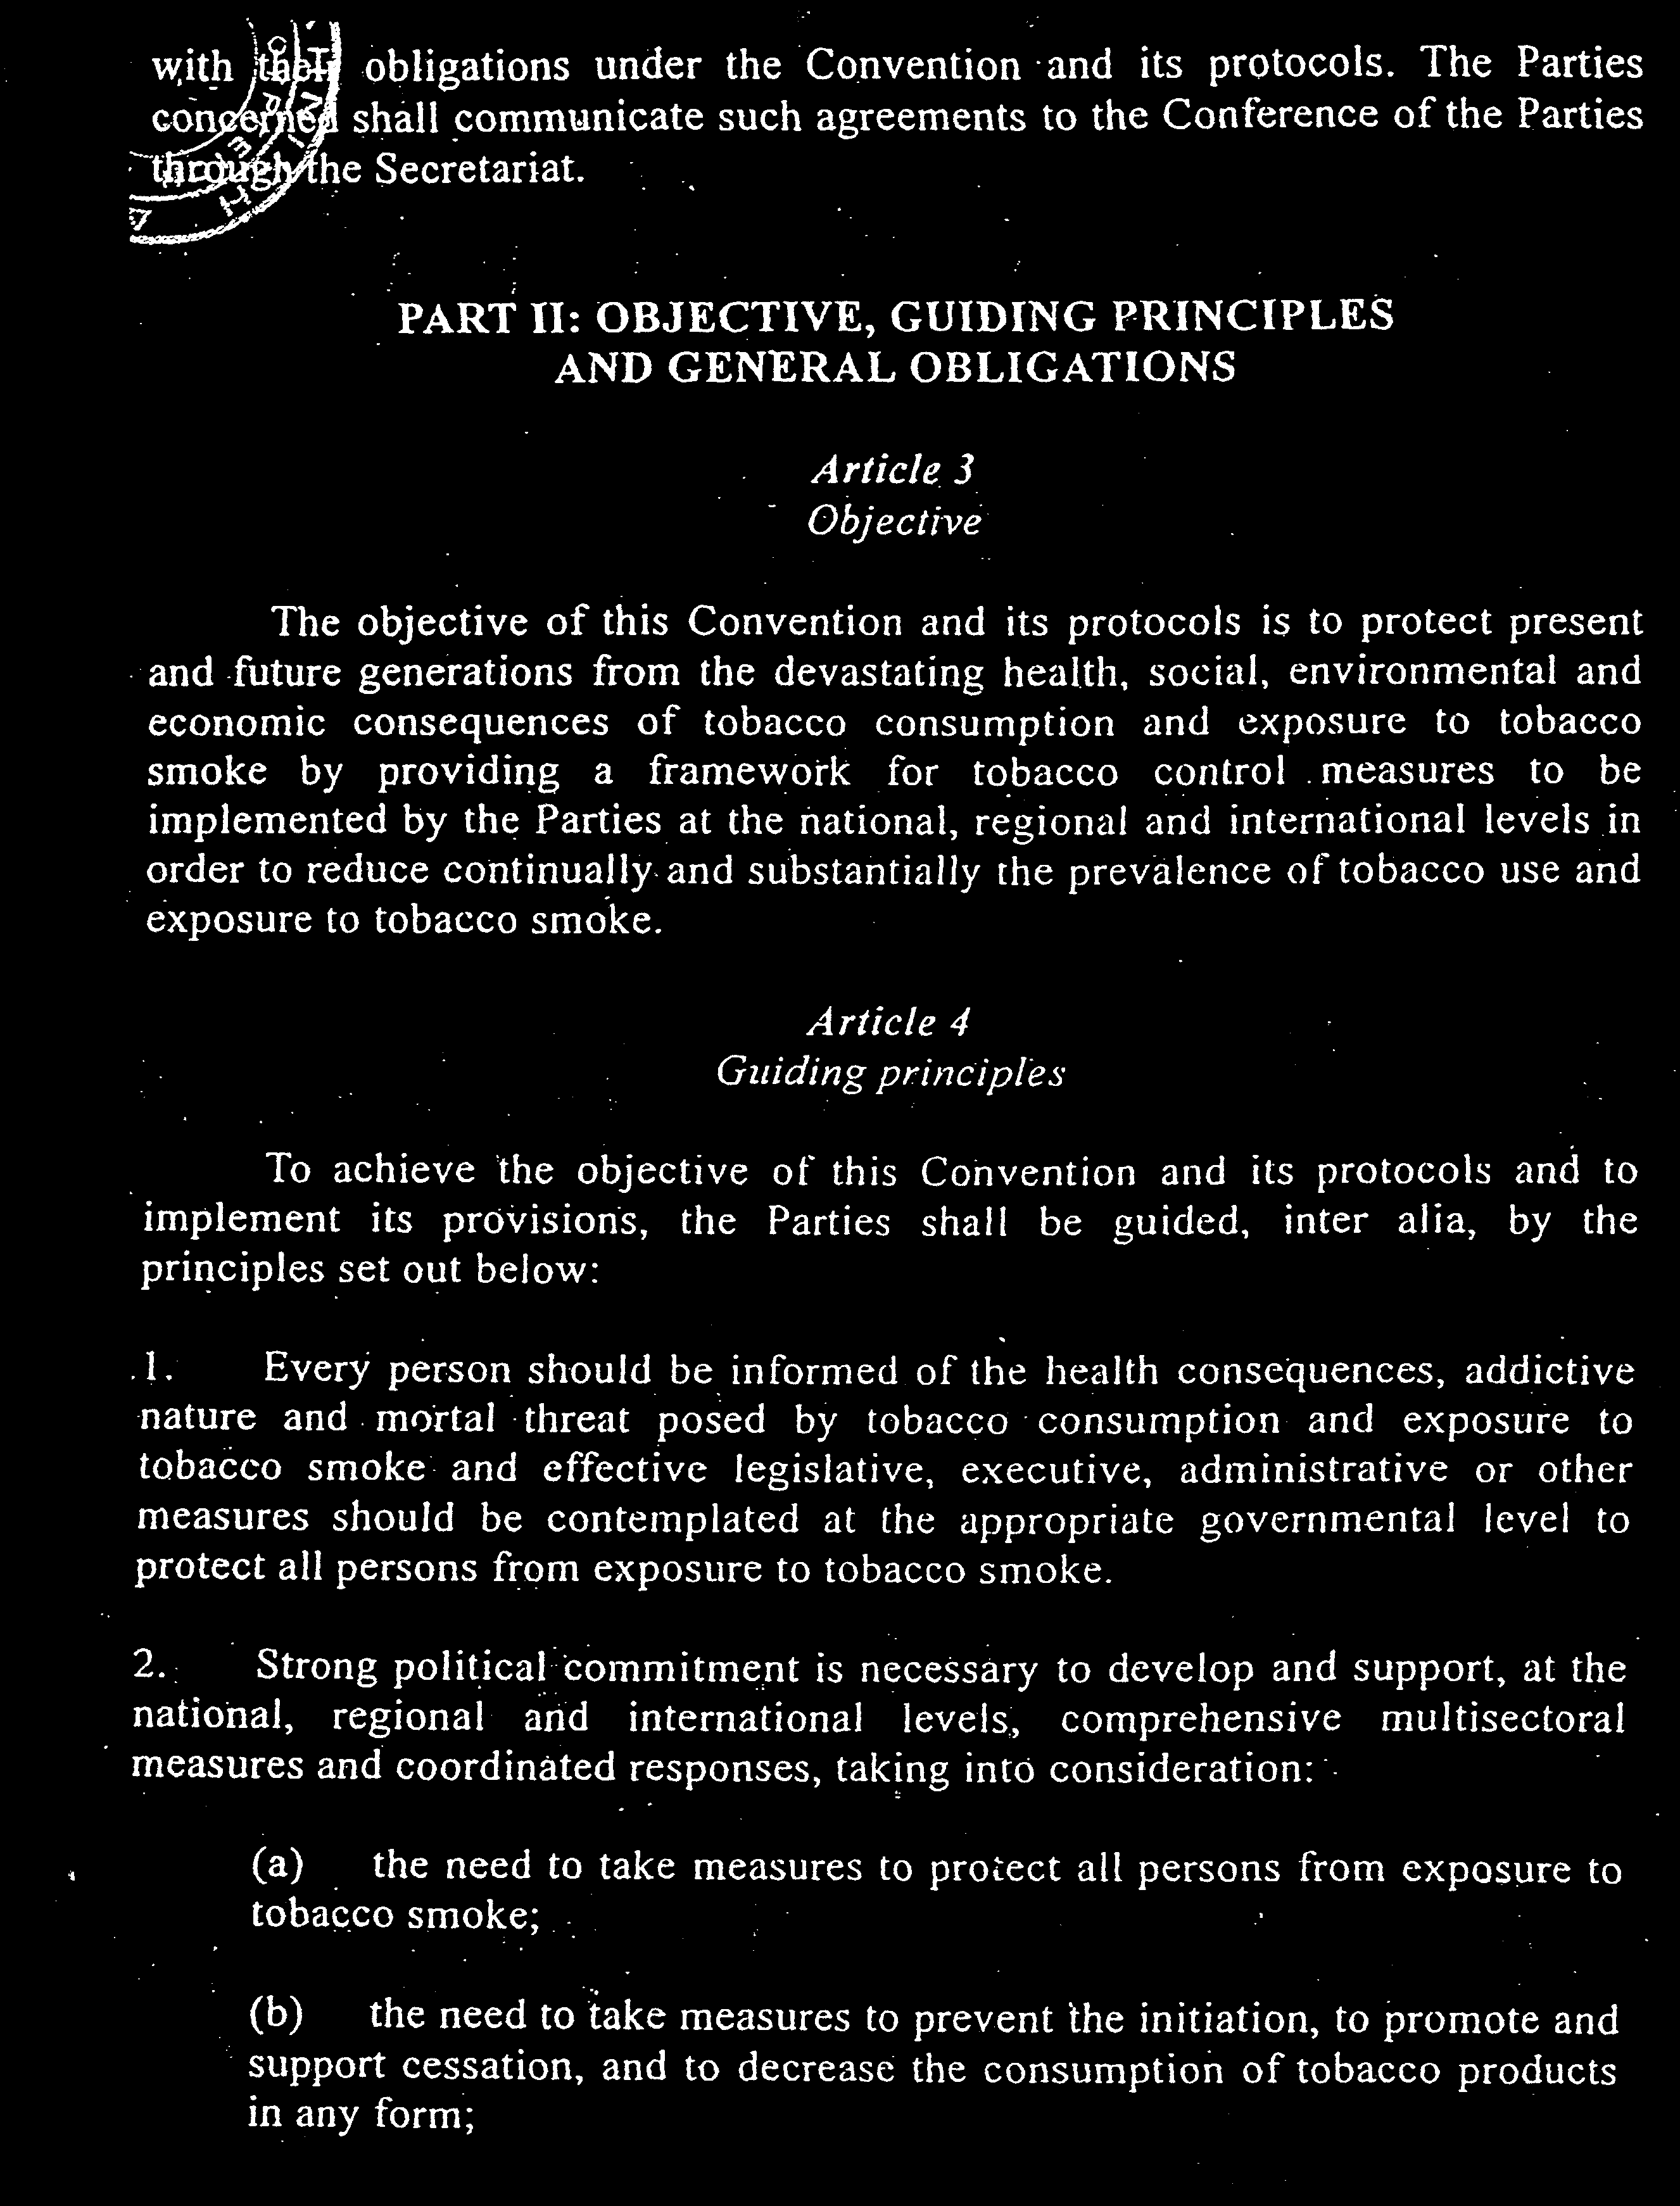 with their obligations under the Convention and its protocols. The Parties
concerned shall communicate such agreements to the Conference of the Parties
through the Secretariat.
PART II: OBJECTIVE, GUIDING PRINCIPLES
AND GENERAL OBLIGATIONS
Article 3
Objective
The objective of this Convention and its protocols is to protect present
and future generations from the devastating health, social, environmental and
economic consequences of tobacco consumption and exposure to tobacco
smoke by providing a framework for tobacco control measures to be
implemented by the Parties at the national, regional and international levels in
order to reduce continually and substantially the prevalence of tobacco use and
exposure to tobacco smoke.
Article 4
Guiding principles
To achieve the objective of this Convention and its protocols and to
implement its provisions, the Parties shall be guided, inter alia, by the
principles set out below:
1. Every person should be informed of the health consequences, addictive
nature and mortal threat posed by tobacco consumption and exposure to
tobacco smoke and effective legislative, executive, administrative or other
measures should be contemplated at the appropriate governmental level to
protect all persons from exposure to tobacco smoke.
2. Strong political commitment is necessary to develop and support, at the
national, regional and international levels, comprehensive multisectoral
measures and coordinated responses, taking into consideration:
(a) the need to take measures to protect all persons from exposure to
tobacco smoke;
(b) the need to take measures to prevent the initiation, to promote and
support cessation, and to decrease the consumption of tobacco products
in any form;